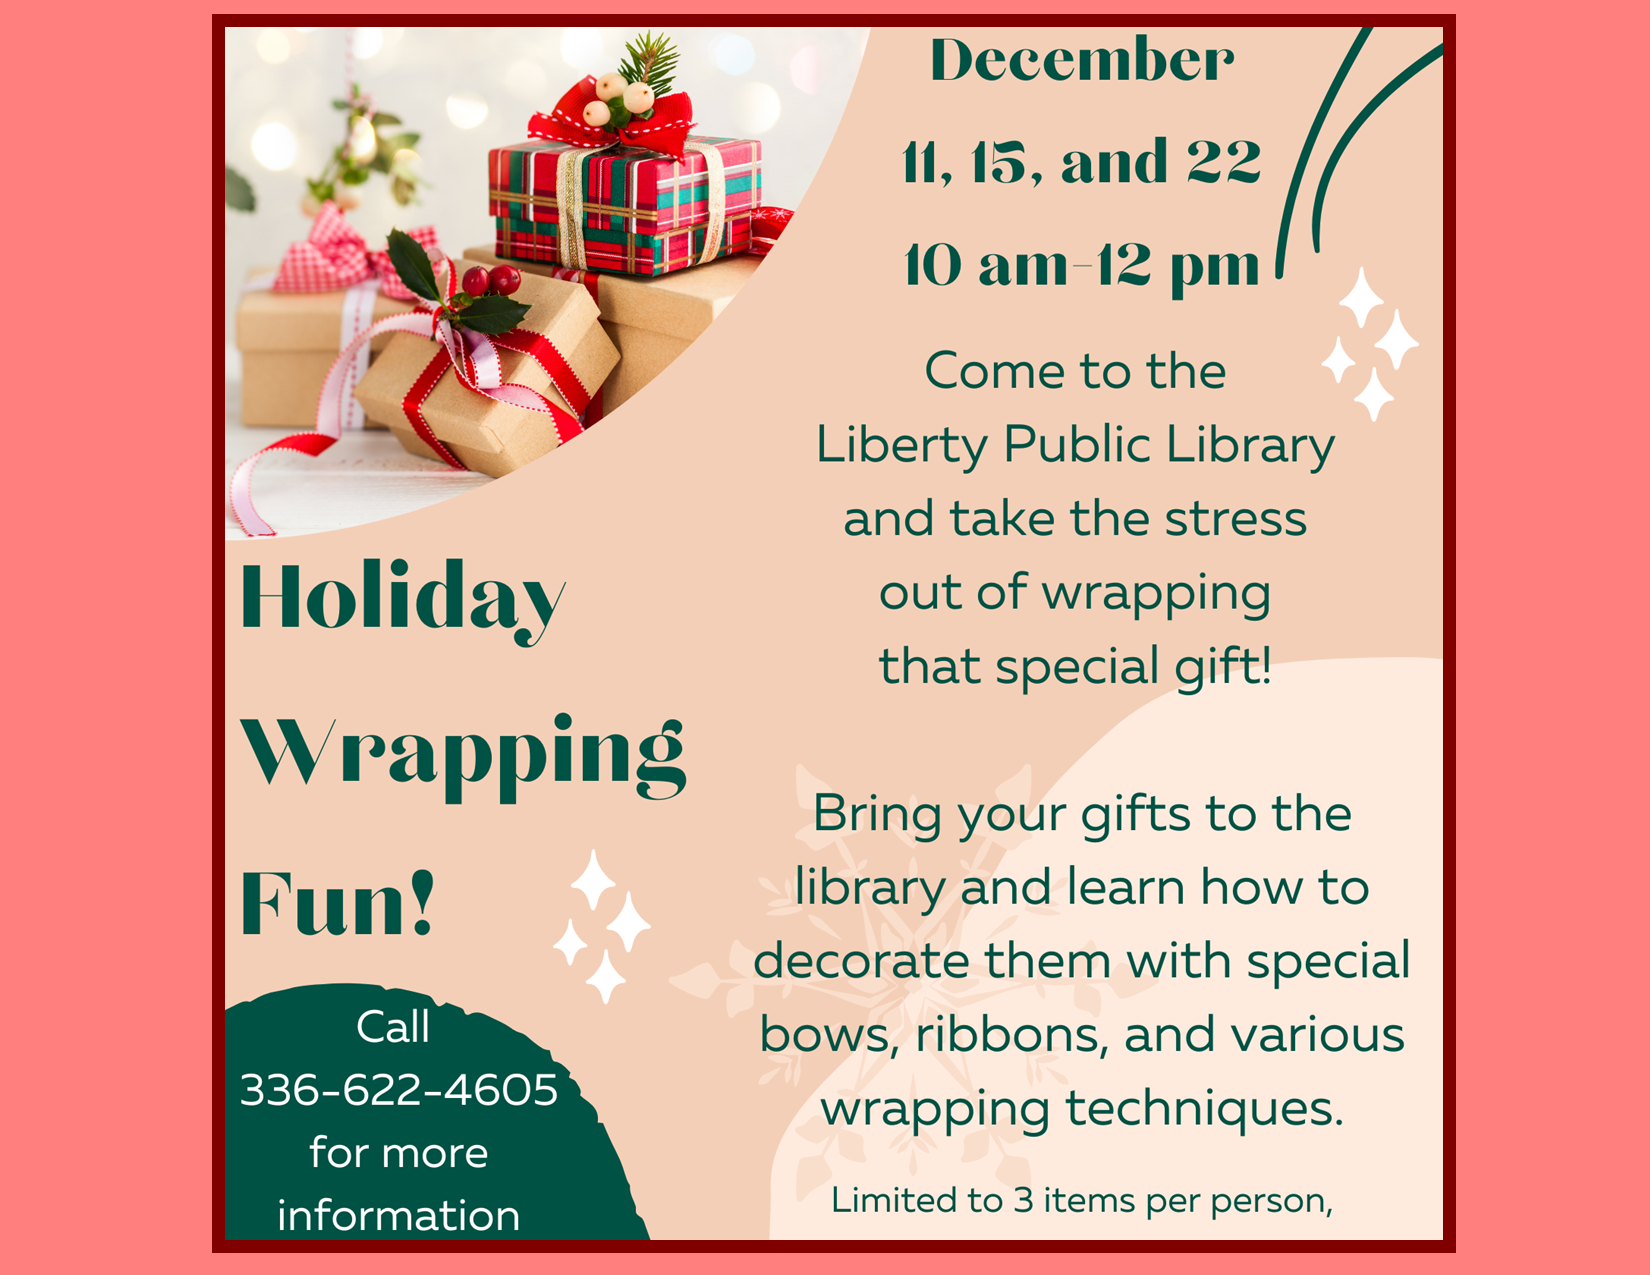 December
11, 15, and 22
10 am-12 pm
Come to the
Liberty Public Library
and take the stress
out of wrapping
that special gift!
Bring your gifts to the
library and learn how to
decorate them with special
bows, ribbons, and various
wrapping techniques.
Limited to 3 items per person,
Holiday
Wrapping
Fun!
Call
336-622-4605
for more
information